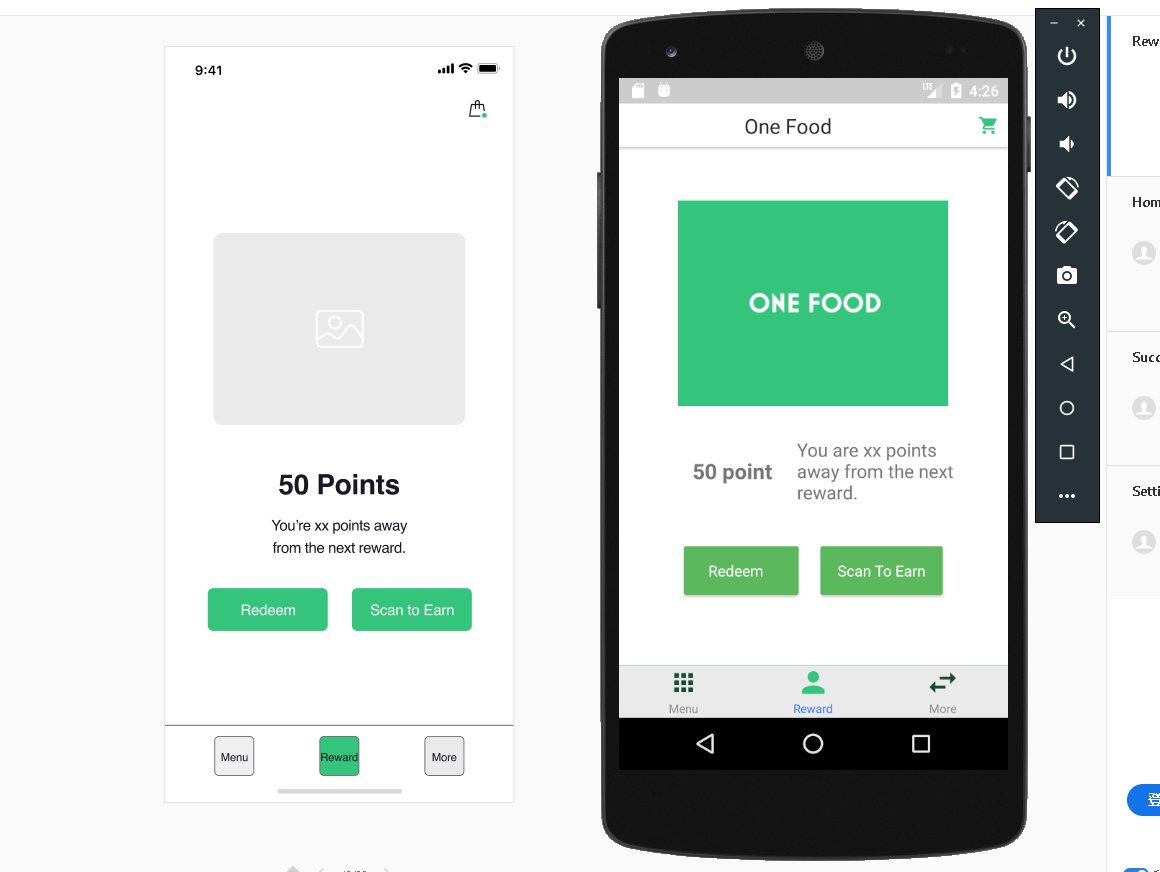 9:41
50 Points
You're xx points away
from the next reward.
Redeem
Scan to Earn
Menu
Reward
More
LTE
4:26
One Food
ONE FOOD
50 point
You are xx points
away from the next
reward.
Redeem
Scan To Earn
Menu
Reward
More
Rew
Hom
Succ
Setti
登